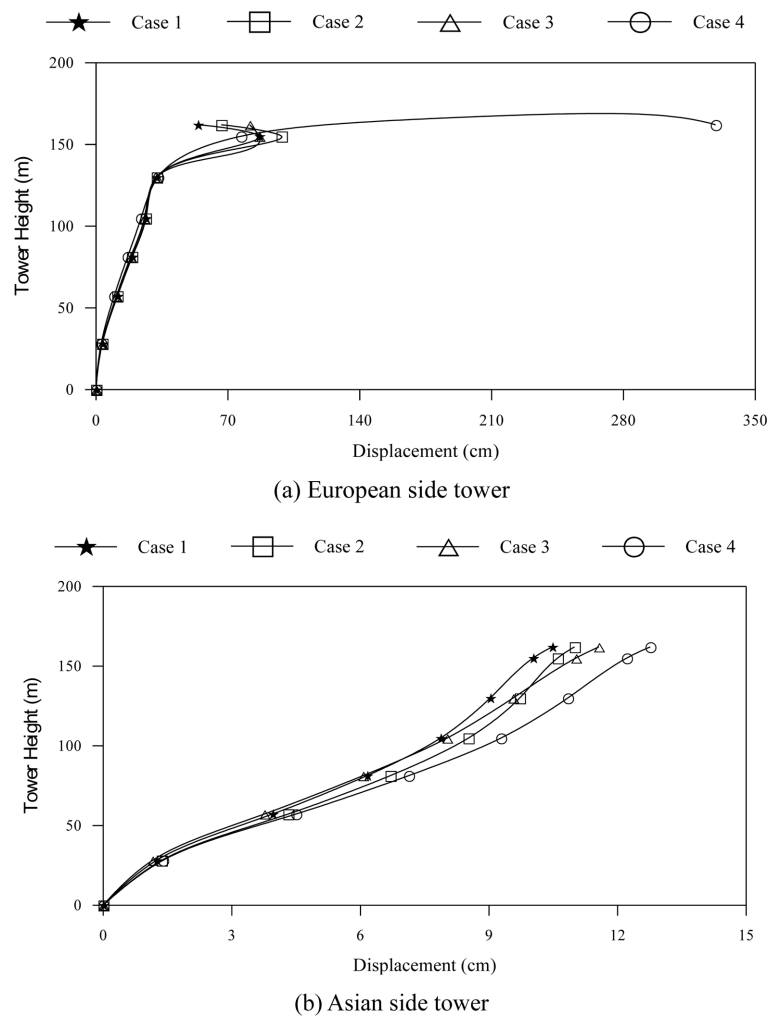 Case 1 Case 2 Case 3 Case 4
200
150
100
50
0
Tower Height (m)
0 70 140 210 280 350
Displacement (cm)
(a) European side tower
Case 1 Case 2 Case 3 Case 4
200
150
100
50
0
Tower Height (m)
0 3 6 9 12 15
Displacement (cm)
(b) Asian side tower